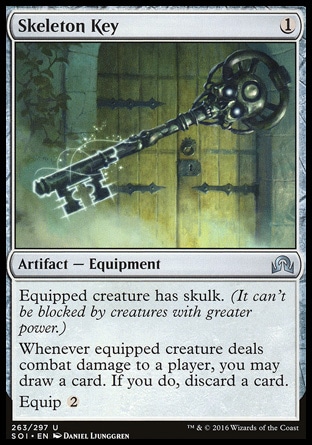 Skeleton Key 1
Artifact — Equipment
Equipped creature has skulk. (It can't
be blocked by creatures with greater
power.)
Whenever equipped creature deals
combat damage to a player, you may
draw a card. If you do, discard a card.
Equip 2
263/297 U
SOI • EN Daniel Ljunggren ™ & © 2016 Wizards of the Coast